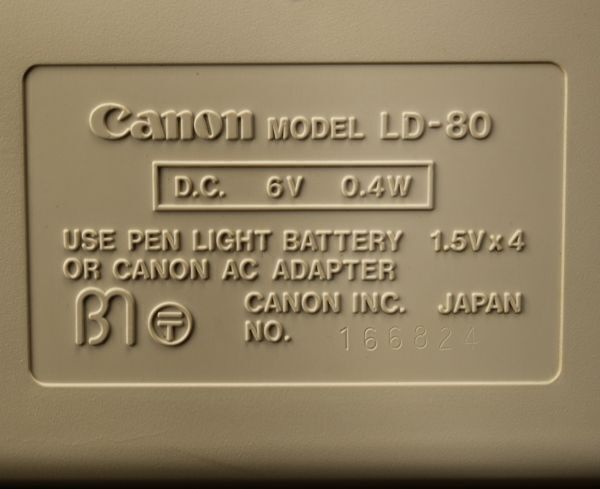 Canon MODEL LD-80
D.C. 6V 0.4W
USE PEN LIGHT BATTERY 1.5V x 4
OR CANON AC ADAPTER
CANON INC. JAPAN
NO. 166824